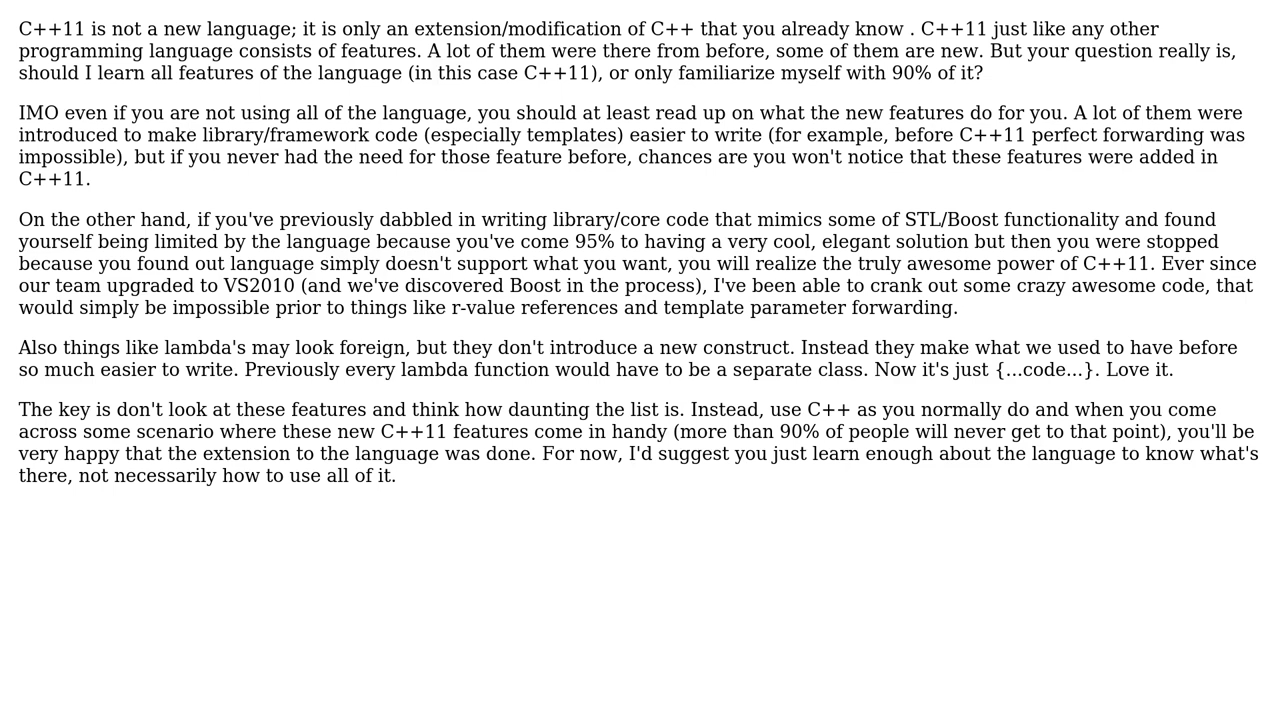 C++11 is not a new language; it is only an extension/modification of C++ that you already know . C++11 just like any other
programming language consists of features. A lot of them were there from before, some of them are new. But your question really is,
should I learn all features of the language (in this case C++11), or only familiarize myself with 90% of it?
IMO even if you are not using all of the language, you should at least read up on what the new features do for you. A lot of them were
introduced to make library/framework code (especially templates) easier to write (for example, before C++11 perfect forwarding was
impossible), but if you never had the need for those feature before, chances are you won't notice that these features were added in
C++11.
On the other hand, if you've previously dabbled in writing library/core code that mimics some of STL/Boost functionality and found
yourself being limited by the language because you've come 95% to having a very cool, elegant solution but then you were stopped
because you found out language simply doesn't support what you want, you will realize the truly awesome power of C++11. Ever since
our team upgraded to VS2010 (and we've discovered Boost in the process), I've been able to crank out some crazy awesome code, that
would simply be impossible prior to things like r-value references and template parameter forwarding.
Also things like lambda's may look foreign, but they don't introduce a new construct. Instead they make what we used to have before
so much easier to write. Previously every lambda function would have to be a separate class. Now it's just {...code...}. Love it.
The key is don't look at these features and think how daunting the list is. Instead, use C++ as you normally do and when you come
across some scenario where these new C++11 features come in handy (more than 90% of people will never get to that point), you'll be
very happy that the extension to the language was done. For now, I'd suggest you just learn enough about the language to know what's
there, not necessarily how to use all of it.